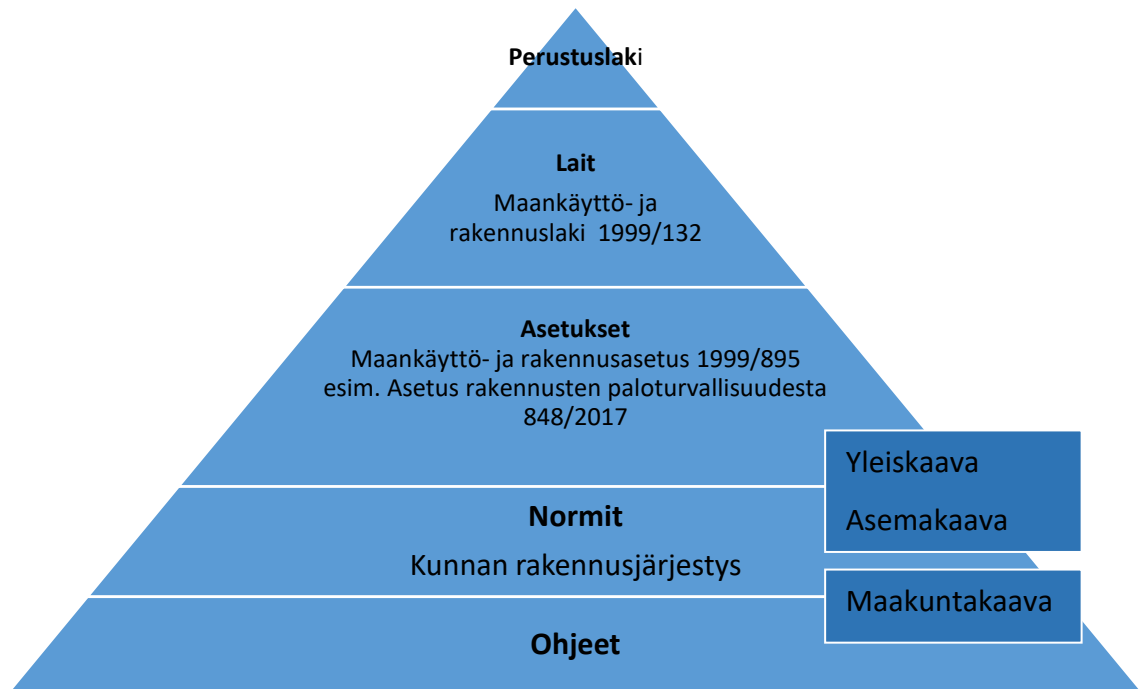 Perustuslaki
Lait
Maankäyttö- ja
rakennuslaki 1999/132
Asetukset
Maankäyttö- ja rakennusasetus 1999/895
esim. Asetus rakennusten paloturvallisuudesta
848/2017
Yleiskaava
Asemakaava
Normit
Kunnan rakennusjärjestys
Maakuntakaava
Ohjeet